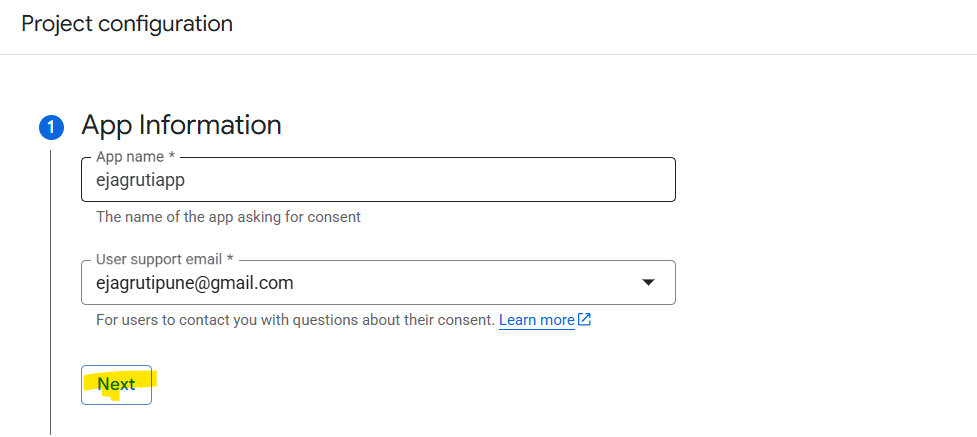 Project configuration
1 App Information
App name *
ejagrutiapp
The name of the app asking for consent
User support email *
ejagrutipune@gmail.com
For users to contact you with questions about their consent. Learn more
Next